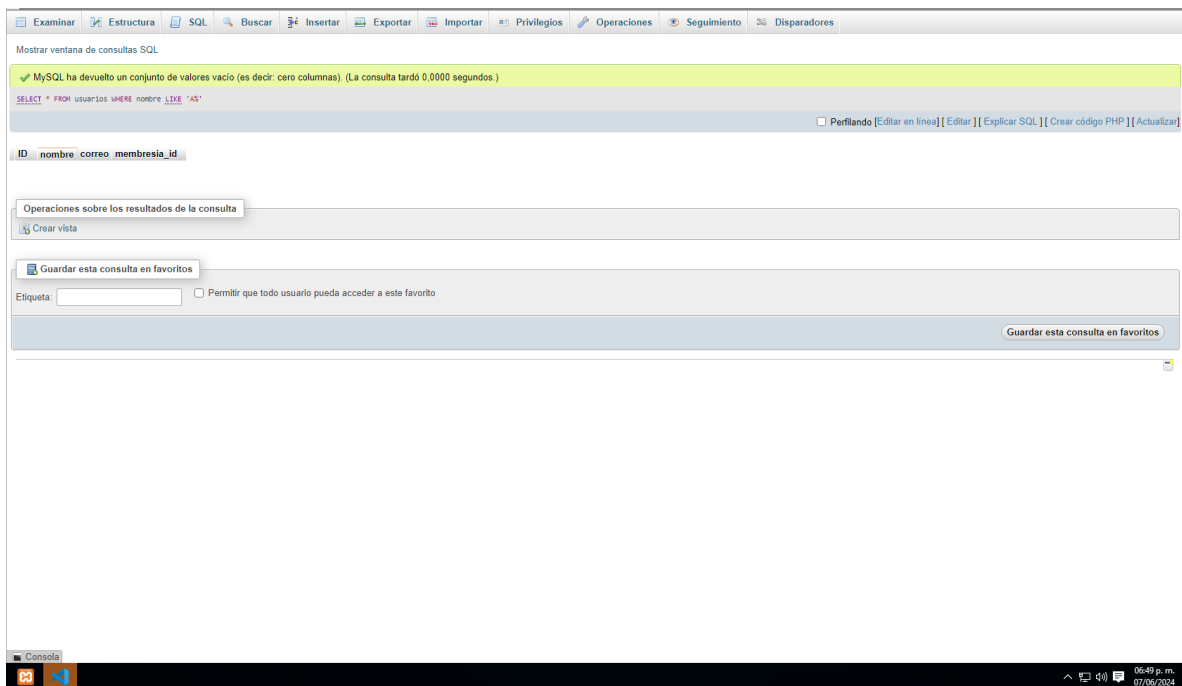 Examinar Estructura SQL Buscar Insertar Exportar Importar Privilegios Operaciones Seguimiento Disparadores
Mostrar ventana de consultas SQL
MySQL ha devuelto un conjunto de valores vacío (es decir: cero columnas). (La consulta tardó 0,0000 segundos.)
SELECT * FROM usuarios WHERE nombre LIKE 'A%'
Perfilando [Editar en línea] [ Editar ] [ Explicar SQL ] [ Crear código PHP ] [ Actualizar]
ID nombre correo membresia_id
Operaciones sobre los resultados de la consulta
Crear vista
Guardar esta consulta en favoritos
Etiqueta: Permitir que todo usuario pueda acceder a este favorito
Guardar esta consulta en favoritos
Consola
06:49 p. m.
07/06/2024